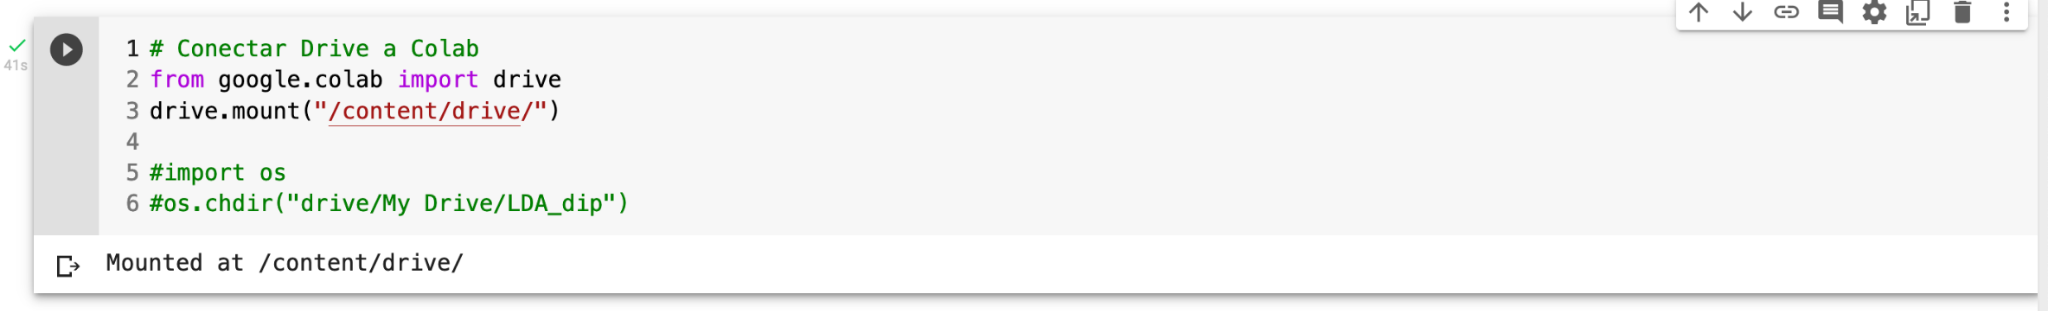 1 # Conectar Drive a Colab
41s
2 from google.colab import drive
3 drive.mount("/content/drive/")
4
5 #import os
6 #os.chdir("drive/My Drive/LDA_dip")
Mounted at /content/drive/